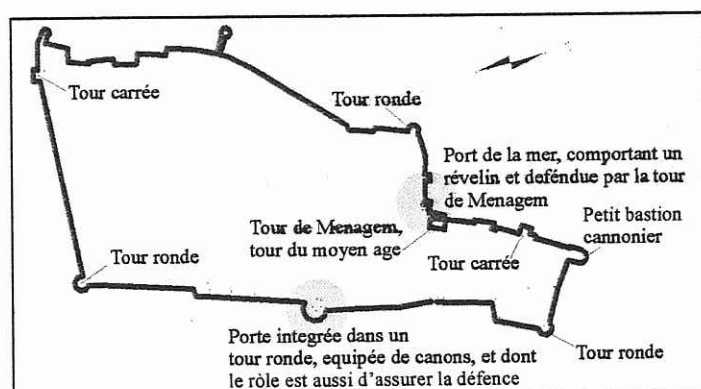 Tour carrée
Tour ronde
Port de la mer, comportant un
révelin et deféndue par la tour
de Menagem
Tour de Menagem,
tour du moyen age
Petit bastion
cannonier
Tour carrée
Tour ronde
Porte integrée dans un
tour ronde, equipée de canons, et dont
le rôle est aussi d'assurer la défence
Tour ronde